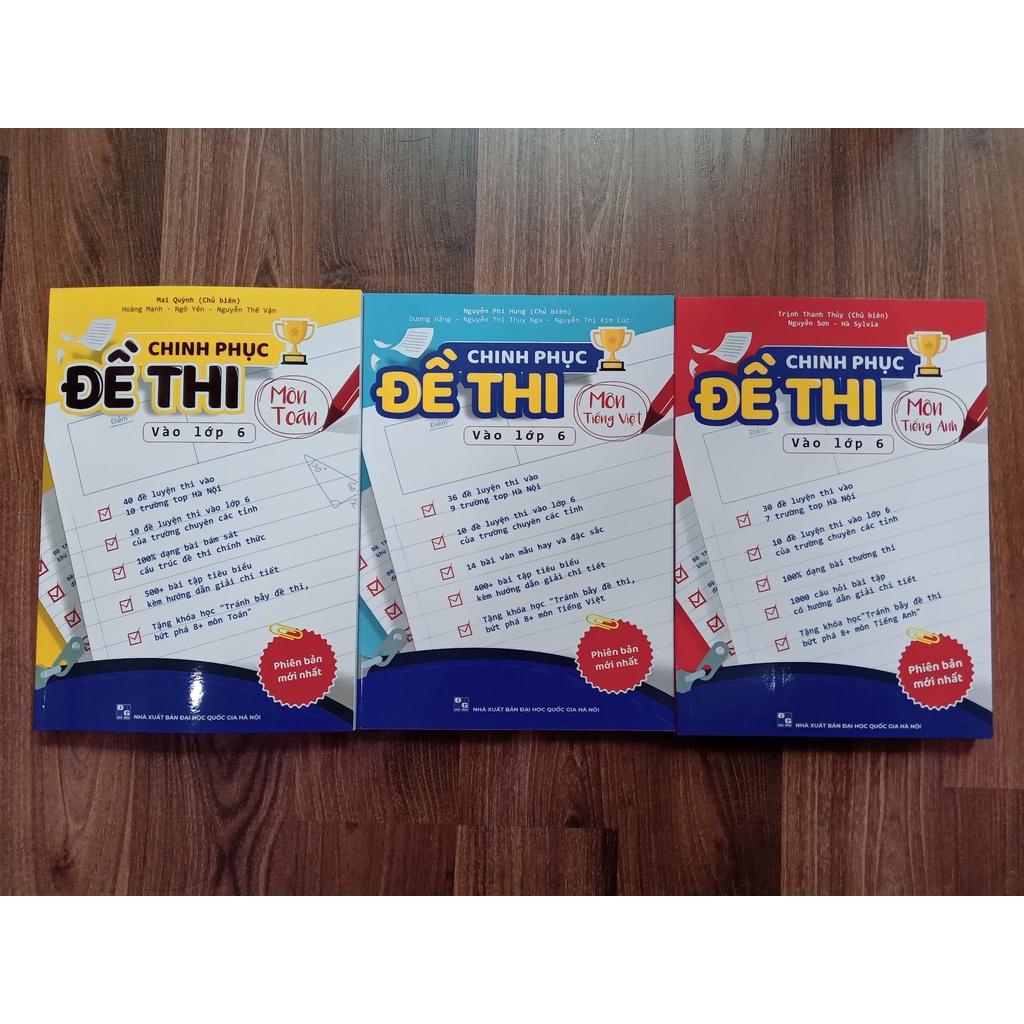 Mai Quỳnh (Chủ biên)
Hoàng Mạnh - Ngô Yến - Nguyễn Thế Vận
CHINH PHỤC
ĐỀ THI
Môn
Toán
Điểm
Vào lớp 6
40 đề luyện thi vào
10 trường top Hà Nội
10 đề luyện thi vào lớp 6
của trường chuyên các tỉnh
100% dạng bài bám sát
cấu trúc đề thi chính thức
500+ bài tập tiêu biểu
kèm hướng dẫn giải chi tiết
Tặng khóa học "Tránh bẫy đề thi,
bứt phá 8+ môn Toán"
Phiên bản
mới nhất
NHÀ XUẤT BẢN ĐẠI HỌC QUỐC GIA HÀ NỘI
Nguyễn Phi Hùng (Chủ biên)
Dương Hằng - Nguyễn Thị Thúy Nga - Nguyễn Thị Kim Cúc
CHINH PHỤC
ĐỀ THI
Môn
Tiếng Việt
Điểm
Vào lớp 6
36 đề luyện thi vào
9 trường top Hà Nội
10 đề luyện thi vào lớp 6
của trường chuyên các tỉnh
14 bài văn mẫu hay và đặc sắc
400+ bài tập tiêu biểu
kèm hướng dẫn giải chi tiết
Tặng khóa học "Tránh bẫy đề thi,
bứt phá 8+ môn Tiếng Việt"
Phiên bản
mới nhất
NHÀ XUẤT BẢN ĐẠI HỌC QUỐC GIA HÀ NỘI
Trịnh Thanh Thủy (Chủ biên)
Nguyễn Sơn - Hà Sylvia
CHINH PHỤC
ĐỀ THI
Môn
Tiếng Anh
Điểm
Vào lớp 6
30 đề luyện thi vào
7 trường top Hà Nội
10 đề luyện thi vào lớp 6
của trường chuyên các tỉnh
100% dạng bài thường thi
1000 câu hỏi bài tập
có hướng dẫn giải chi tiết
Tặng khóa học"Tránh bẫy đề thi
bứt phá 8+ môn Tiếng Anh"
Phiên bản
mới nhất
NHÀ XUẤT BẢN ĐẠI HỌC QUỐC GIA HÀ NỘI